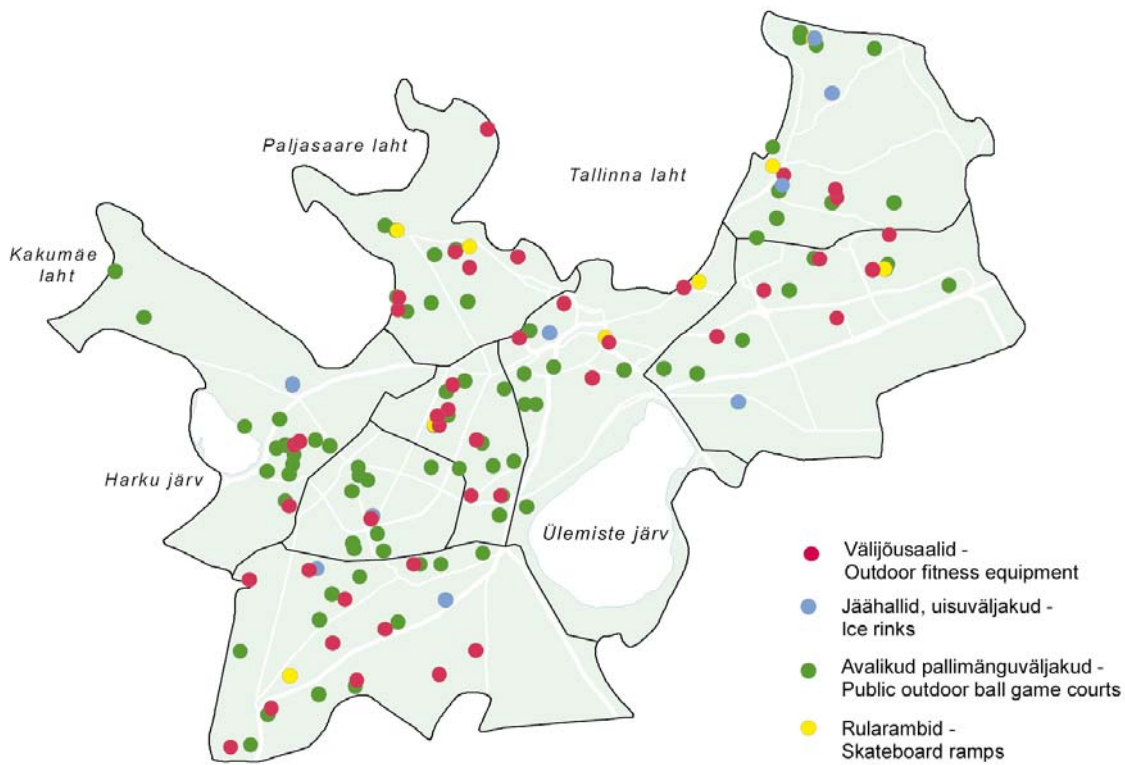 Paljasaare laht
Tallinna laht
Kakumäe
laht
Harku järv
Ülemiste järv
Välijõusaalid -
Outdoor fitness equipment
Jäähallid, uisuväljakud -
Ice rinks
Avalikud pallimänguväljakud -
Public outdoor ball game courts
Rularambid -
Skateboard ramps